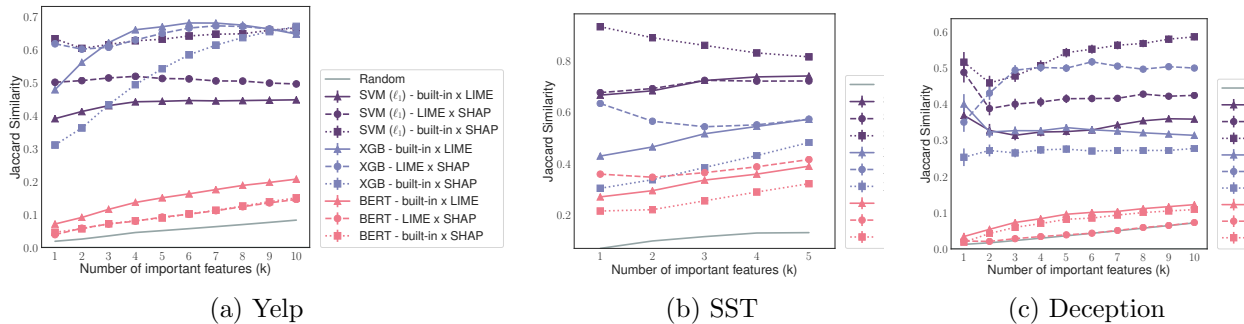 0.7
0.6
0.5
0.4
0.3
0.2
0.1
0.0
Jaccard Similarity
1 2 3 4 5 6 7 8 9 10
Number of important features (k)
Random
SVM (ℓ₁) - built-in x LIME
SVM (ℓ₁) - LIME x SHAP
SVM (ℓ₁) - built-in x SHAP
XGB - built-in x LIME
XGB - LIME x SHAP
XGB - built-in x SHAP
BERT - built-in x LIME
BERT - LIME x SHAP
BERT - built-in x SHAP
(a) Yelp
0.8
0.6
0.4
0.2
Jaccard Similarity
1 2 3 4 5
Number of important features (k)
(b) SST
0.6
0.5
0.4
0.3
0.2
0.1
0.0
Jaccard Similarity
1 2 3 4 5 6 7 8 9 10
Number of important features (k)
(c) Deception